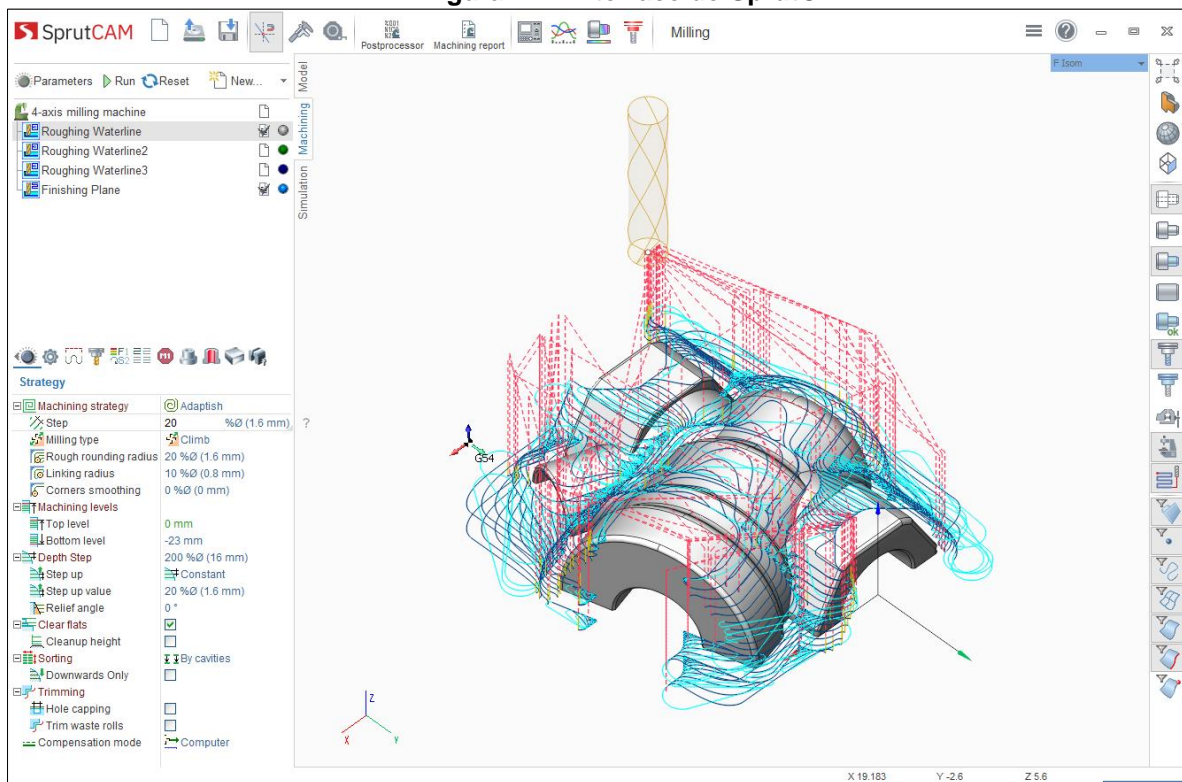 SprutCAM
Postprocessor
Machining report
Milling
Parameters Run Reset New...
F Isom
Model
Machining
Simulation
4-axis milling machine
Roughing Waterline
Roughing Waterline2
Roughing Waterline3
Finishing Plane
Strategy
Machining strategy Adaptish
Step 20 %Ø (1.6 mm) ?
Milling type Climb
Rough rounding radius 20 %Ø (1.6 mm)
Linking radius 10 %Ø (0.8 mm)
Corners smoothing 0 %Ø (0 mm)
Machining levels
Top level 0 mm
Bottom level -23 mm
Depth Step 200 %Ø (16 mm)
Step up Constant
Step up value 20 %Ø (1.6 mm)
Relief angle 0 °
Clear flats
Cleanup height
Sorting By cavities
Downwards Only
Trimming
Hole capping
Trim waste rolls
Compensation mode Computer
G54
Z
X
Y
ok
X 19.183 Y -2.6 Z 5.6